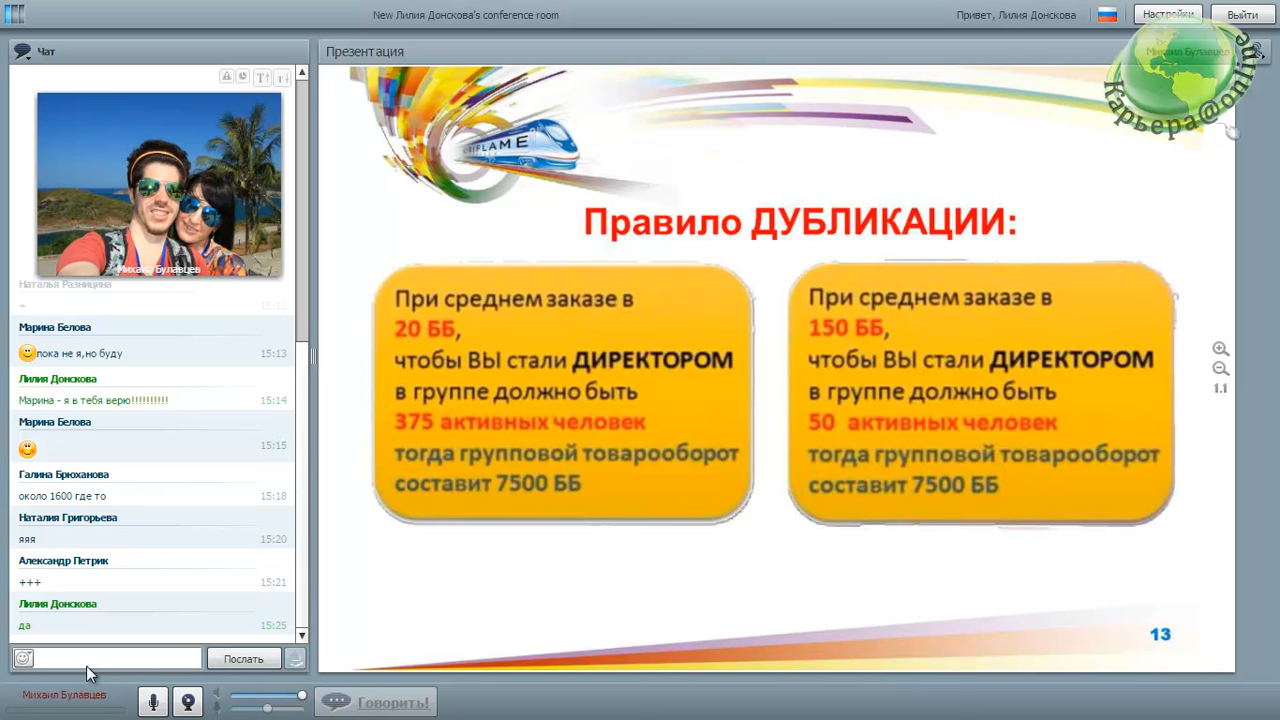 New Лилия Донскова's conference room
Привет, Лилия Донскова
Настройки
Выйти
Чат
Презентация
Михаил Булавцев
Карьера@online
Михаил Булавцев
Наталья Разницина
15:13
Марина Белова
пока не я,но буду
15:13
Лилия Донскова
Марина - я в тебя верю!!!!!!!!!!
15:14
Марина Белова
15:15
Галина Брюханова
около 1600 где то
15:18
Наталия Григорьева
яяя
15:20
Александр Петрик
+++
15:21
Лилия Донскова
да
15:25
Послать
Михаил Булавцев
Говорить!
ORIFLAME
Правило ДУБЛИКАЦИИ:
При среднем заказе в
20 ББ,
чтобы ВЫ стали ДИРЕКТОРОМ
в группе должно быть
375 активных человек
тогда групповой товарооборот
составит 7500 ББ
При среднем заказе в
150 ББ,
чтобы ВЫ стали ДИРЕКТОРОМ
в группе должно быть
50 активных человек
тогда групповой товарооборот
составит 7500 ББ
13
1.1